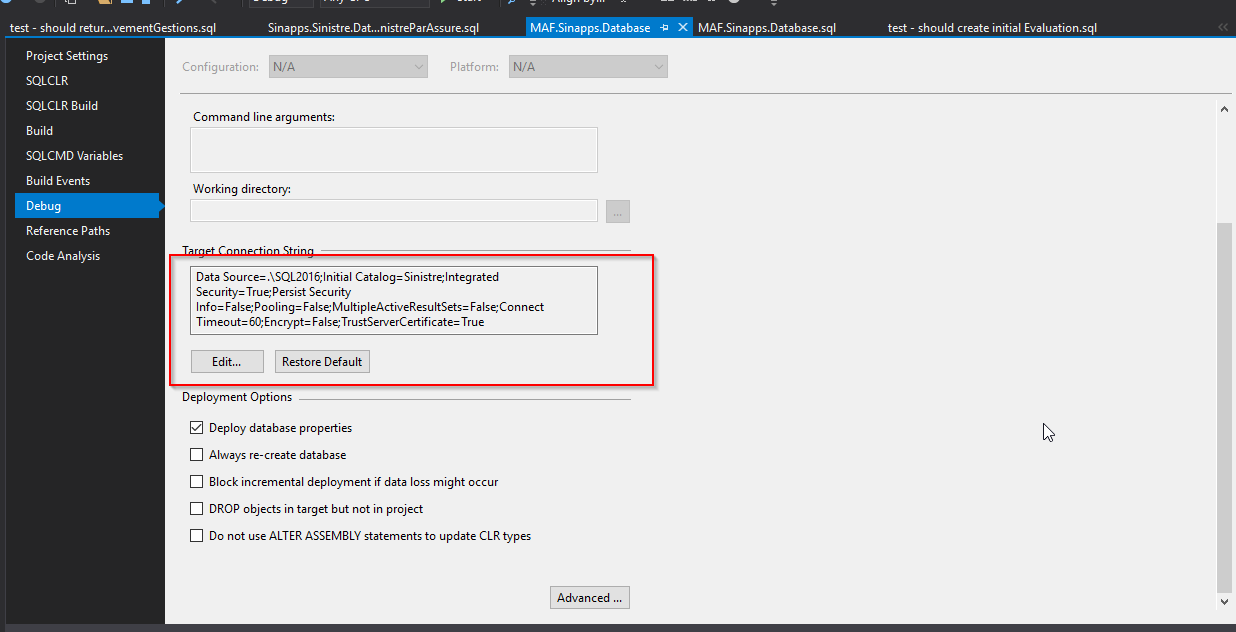 test - should retur...vementGestions.sql
Sinapps.Sinistre.Dat...nistreParAssure.sql
MAF.Sinapps.Database
MAF.Sinapps.Database.sql
test - should create initial Evaluation.sql
Project Settings
SQLCLR
SQLCLR Build
Build
SQLCMD Variables
Build Events
Debug
Reference Paths
Code Analysis
Configuration: N/A
Platform: N/A
Command line arguments:
Working directory:
...
Target Connection String
Data Source=.\SQL2016;Initial Catalog=Sinistre;Integrated
Security=True;Persist Security
Info=False;Pooling=False;MultipleActiveResultSets=False;Connect
Timeout=60;Encrypt=False;TrustServerCertificate=True
Edit...
Restore Default
Deployment Options
Deploy database properties
Always re-create database
Block incremental deployment if data loss might occur
DROP objects in target but not in project
Do not use ALTER ASSEMBLY statements to update CLR types
Advanced ...